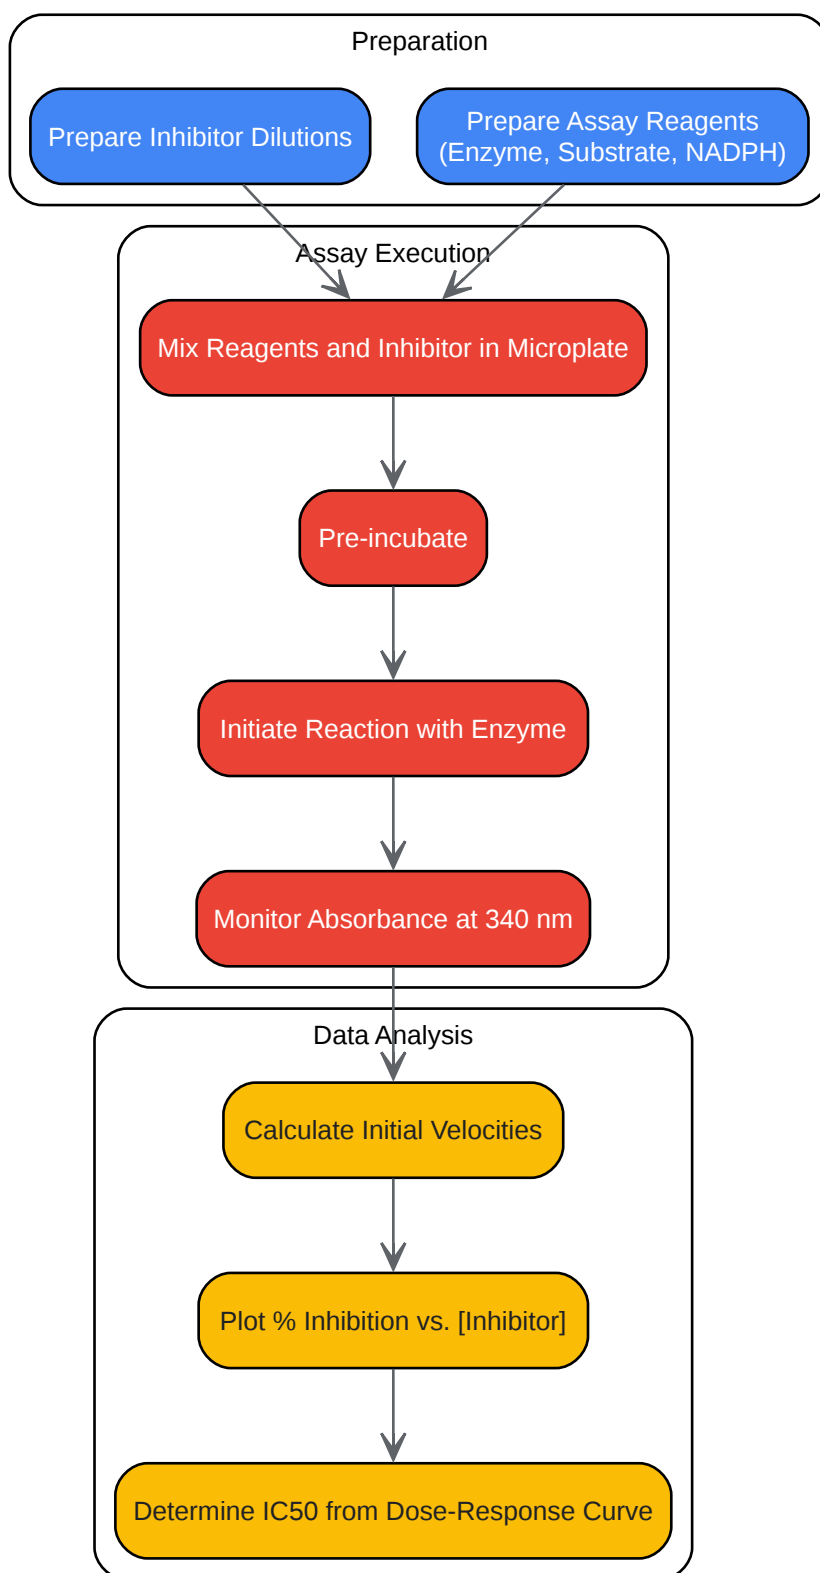 Preparation
Prepare Inhibitor Dilutions
Prepare Assay Reagents
(Enzyme, Substrate, NADPH)
Assay Execution
Mix Reagents and Inhibitor in Microplate
Pre-incubate
Initiate Reaction with Enzyme
Monitor Absorbance at 340 nm
Data Analysis
Calculate Initial Velocities
Plot % Inhibition vs. [Inhibitor]
Determine IC50 from Dose-Response Curve